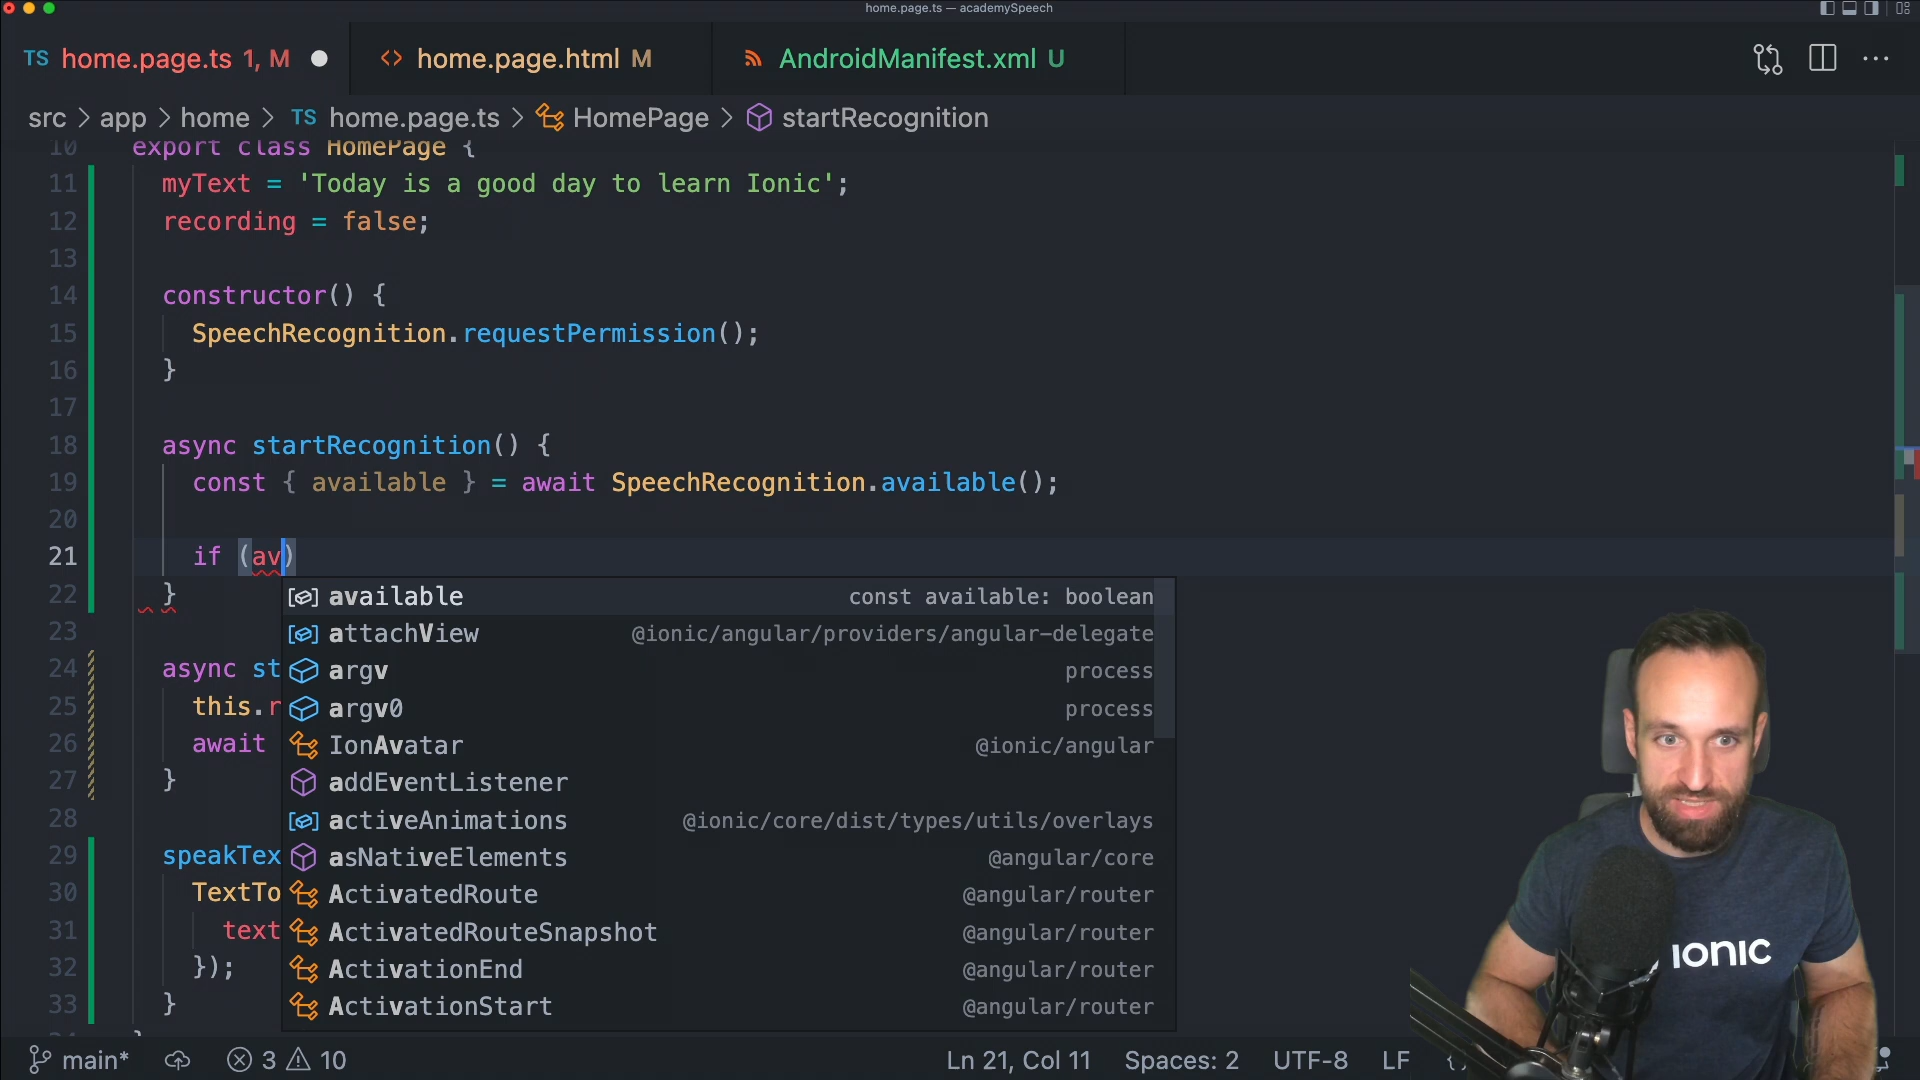 home.page.ts — academySpeech
TS home.page.ts 1, M
<> home.page.html M
AndroidManifest.xml U
src > app > home > TS home.page.ts > HomePage > startRecognition
10 export class HomePage {
11 myText = 'Today is a good day to learn Ionic';
12 recording = false;
13
14 constructor() {
15 SpeechRecognition.requestPermission();
16 }
17
18 async startRecognition() {
19 const { available } = await SpeechRecognition.available();
20
21 if (av)
22 }
available const available: boolean
23
attachView @ionic/angular/providers/angular-delegate
24 async st
argv process
25 this.r
argv0 process
26 await
IonAvatar @ionic/angular
27 }
addEventListener
28
activeAnimations @ionic/core/dist/types/utils/overlays
29 speakTex
asNativeElements @angular/core
30 TextTo
ActivatedRoute @angular/router
31 text
ActivatedRouteSnapshot @angular/router
32 });
ActivationEnd @angular/router
33 }
ActivationStart @angular/router
IONIC
main* 3 10 Ln 21, Col 11 Spaces: 2 UTF-8 LF